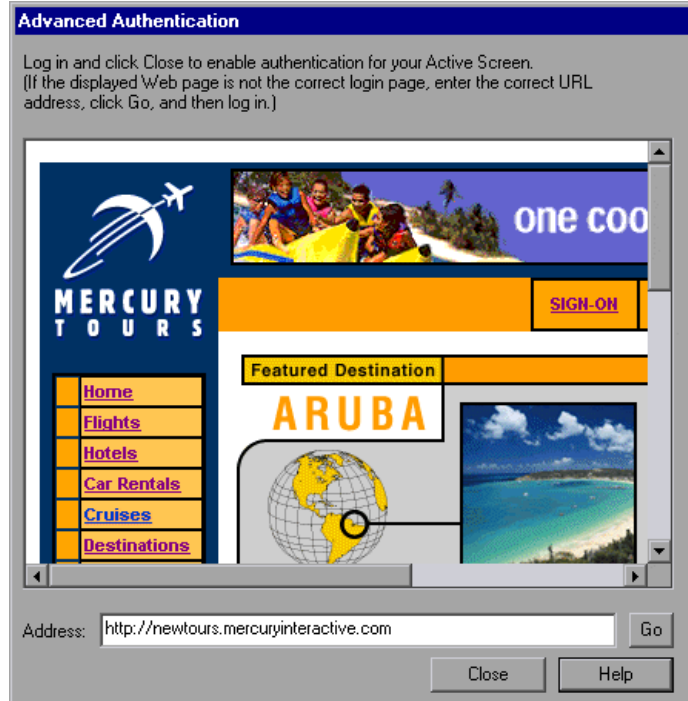 Advanced Authentication
Log in and click Close to enable authentication for your Active Screen.
(If the displayed Web page is not the correct login page, enter the correct URL
address, click Go, and then log in.)
one coo
MERCURY
TOURS
SIGN-ON
Featured Destination
ARUBA
Home
Flights
Hotels
Car Rentals
Cruises
Destinations
Address: http://newtours.mercuryinteractive.com Go
Close Help